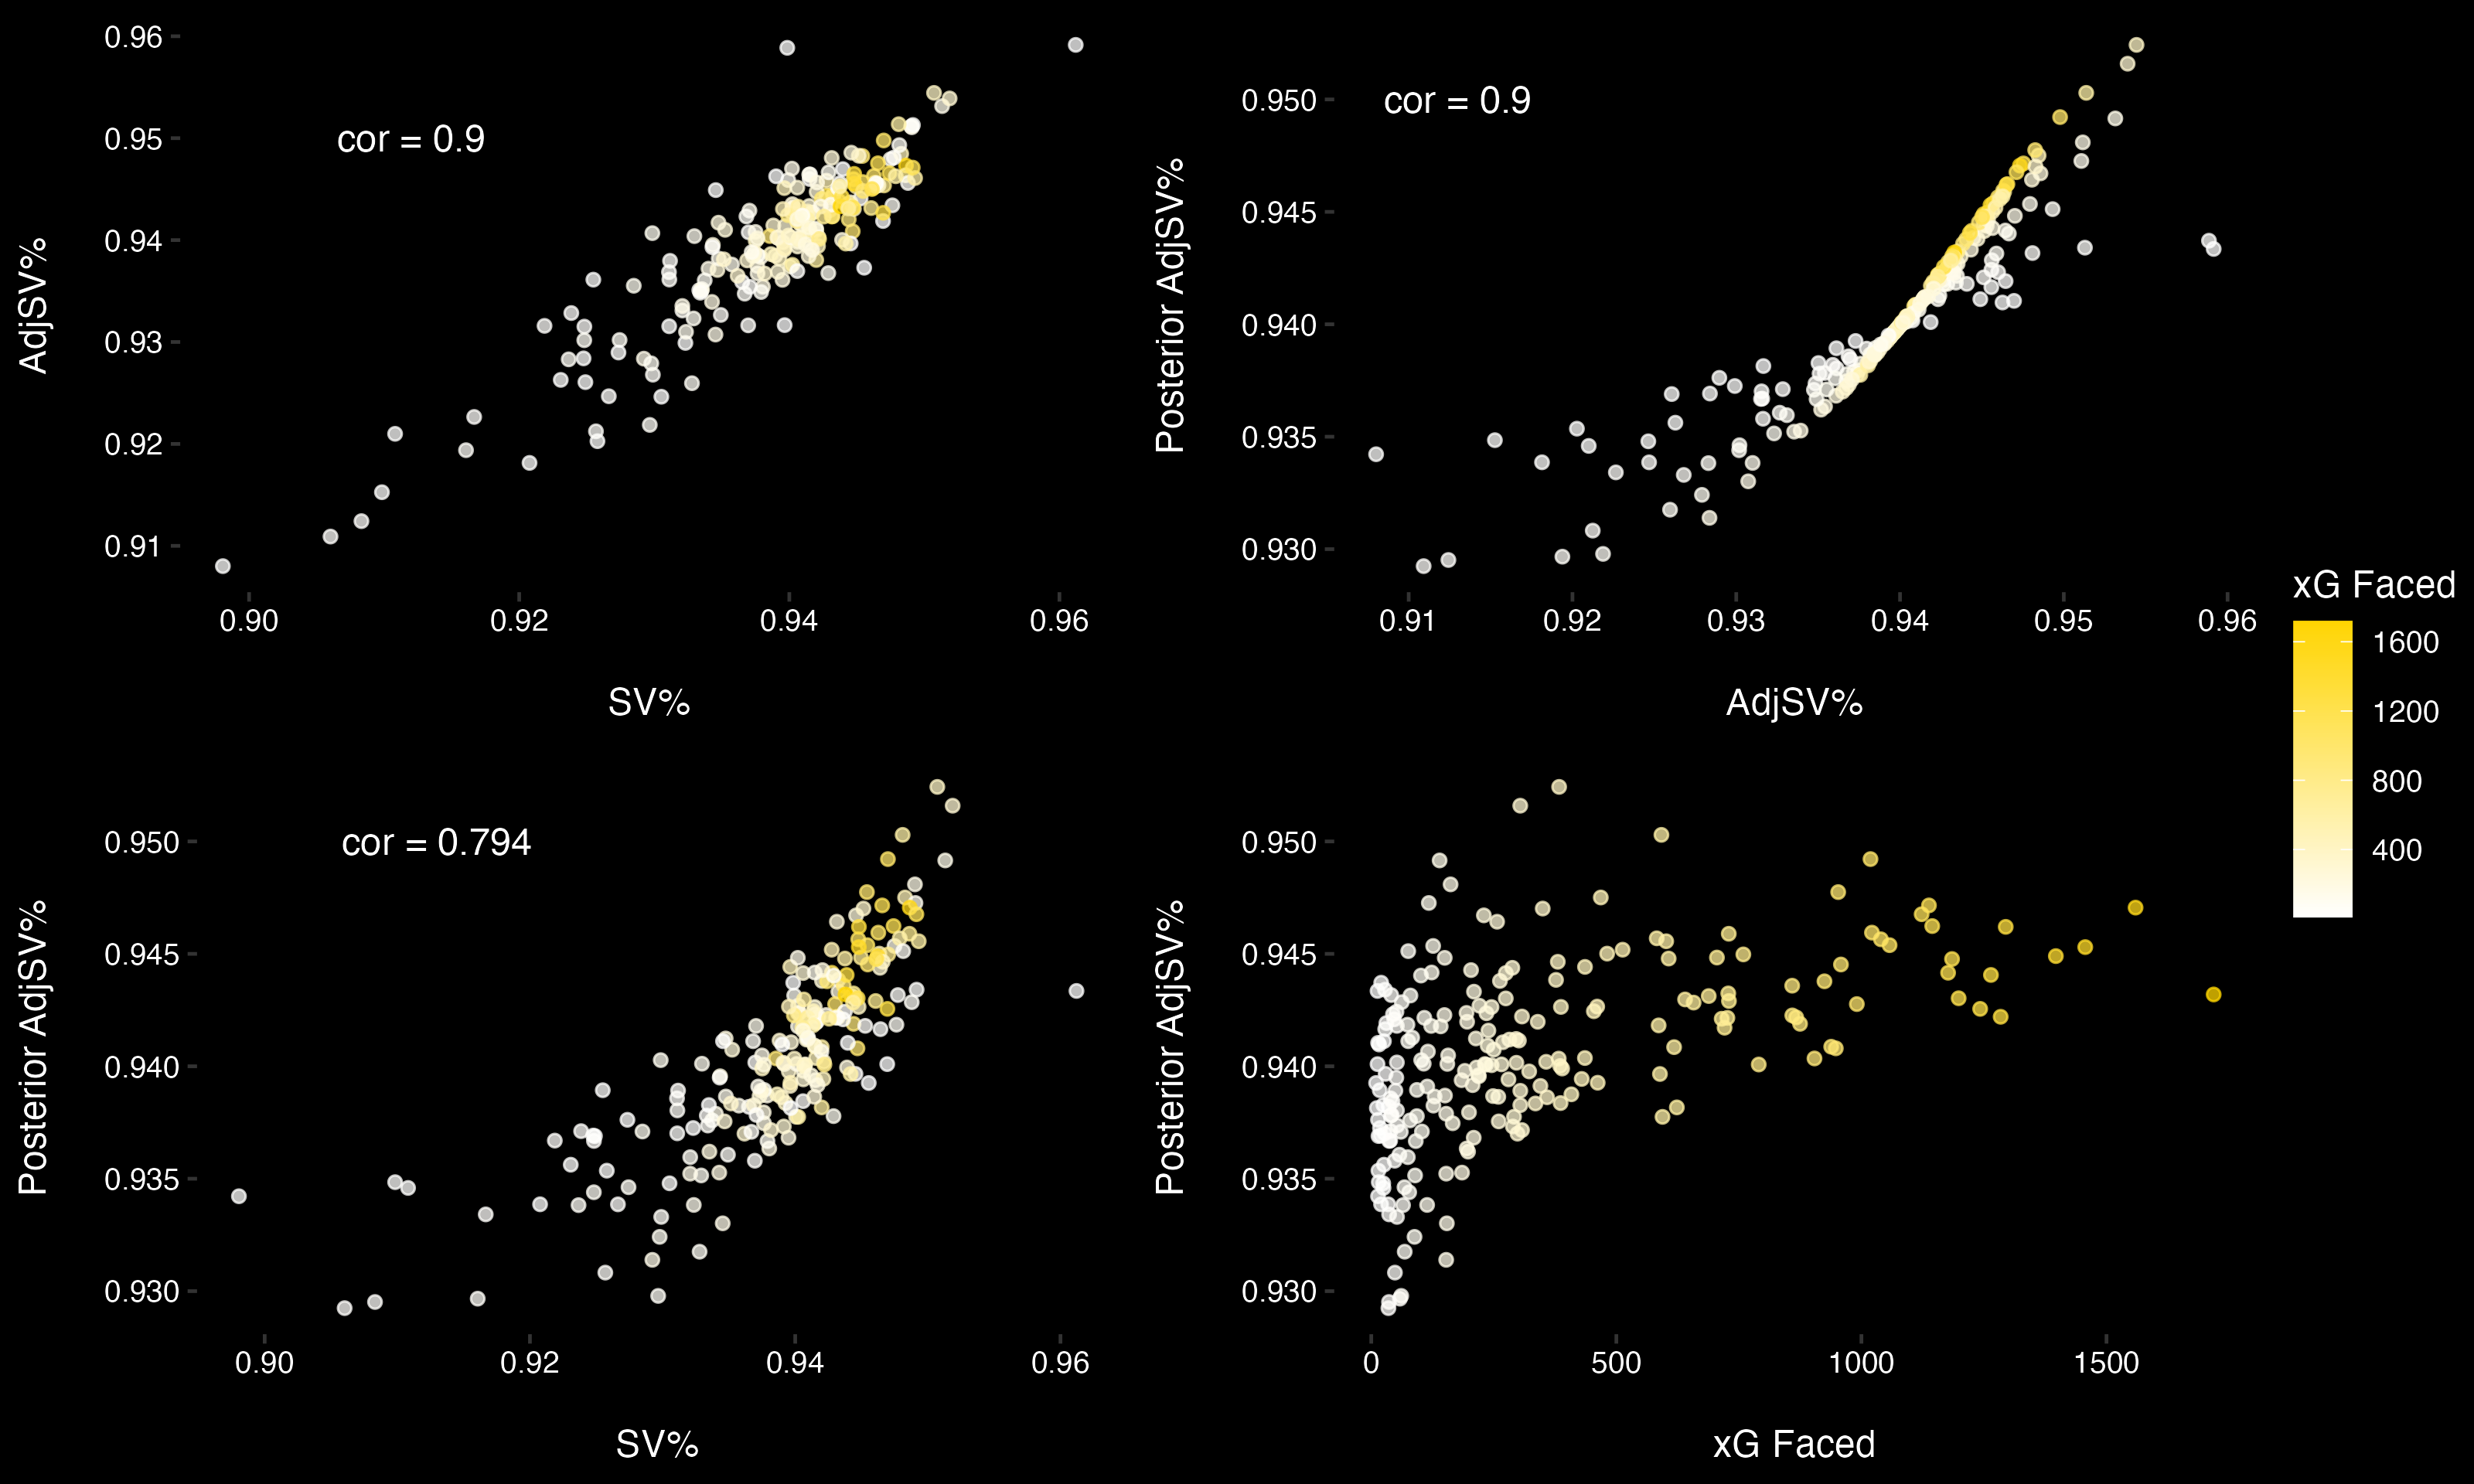 0.96
0.95
0.94
0.93
0.92
0.91
AdjSV%
cor = 0.9
0.90 0.92 0.94 0.96
SV%
0.950
0.945
0.940
0.935
0.930
Posterior AdjSV%
cor = 0.9
0.91 0.92 0.93 0.94 0.95 0.96
AdjSV%
xG Faced
1600
1200
800
400
0.950
0.945
0.940
0.935
0.930
Posterior AdjSV%
cor = 0.794
0.90 0.92 0.94 0.96
SV%
0.950
0.945
0.940
0.935
0.930
Posterior AdjSV%
0 500 1000 1500
xG Faced